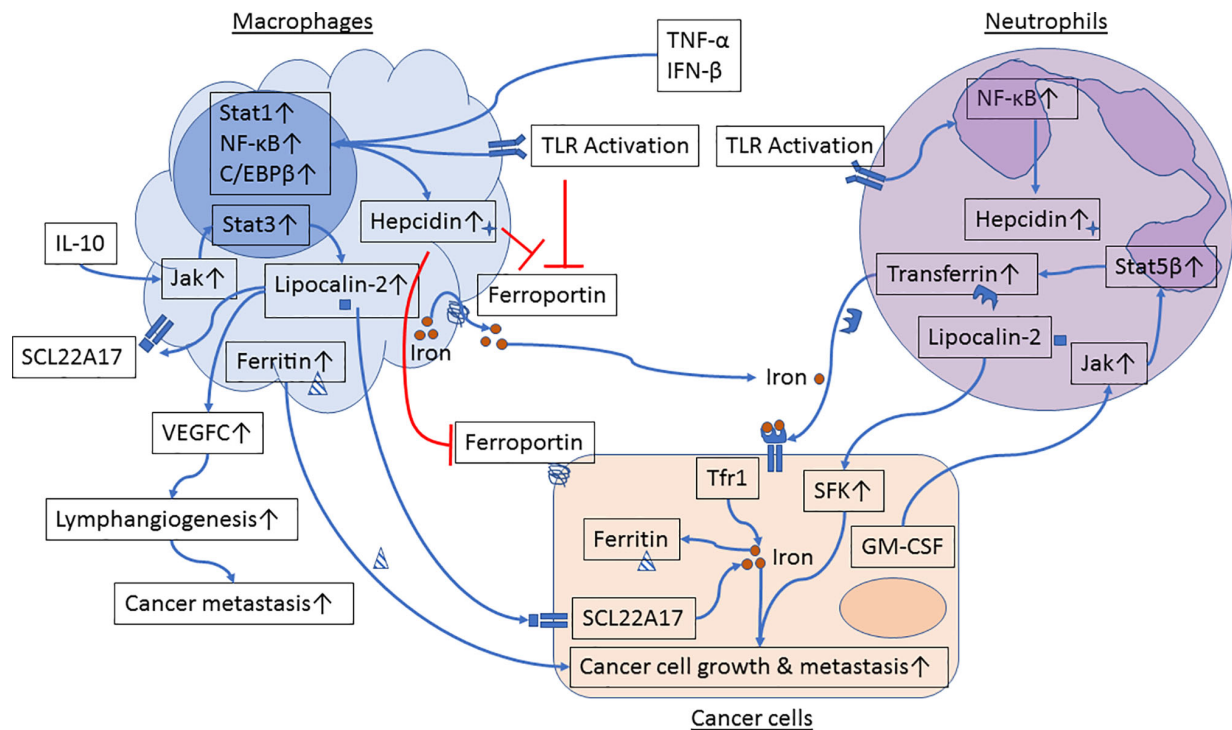 Macrophages
Neutrophils
TNF-α
IFN-β
Stat1↑
NF-κB↑
C/EBPβ↑
TLR Activation
TLR Activation
NF-κB↑
Stat3↑
Hepcidin↑
Hepcidin↑
IL-10
Jak↑
Lipocalin-2↑
Ferroportin
Transferrin↑
Stat5β↑
SCL22A17
Ferritin↑
Iron
Iron
Lipocalin-2
Jak↑
VEGFC↑
Ferroportin
Tfr1
SFK↑
Lymphangiogenesis↑
Ferritin
Iron
GM-CSF
Cancer metastasis↑
SCL22A17
Cancer cell growth & metastasis↑
Cancer cells